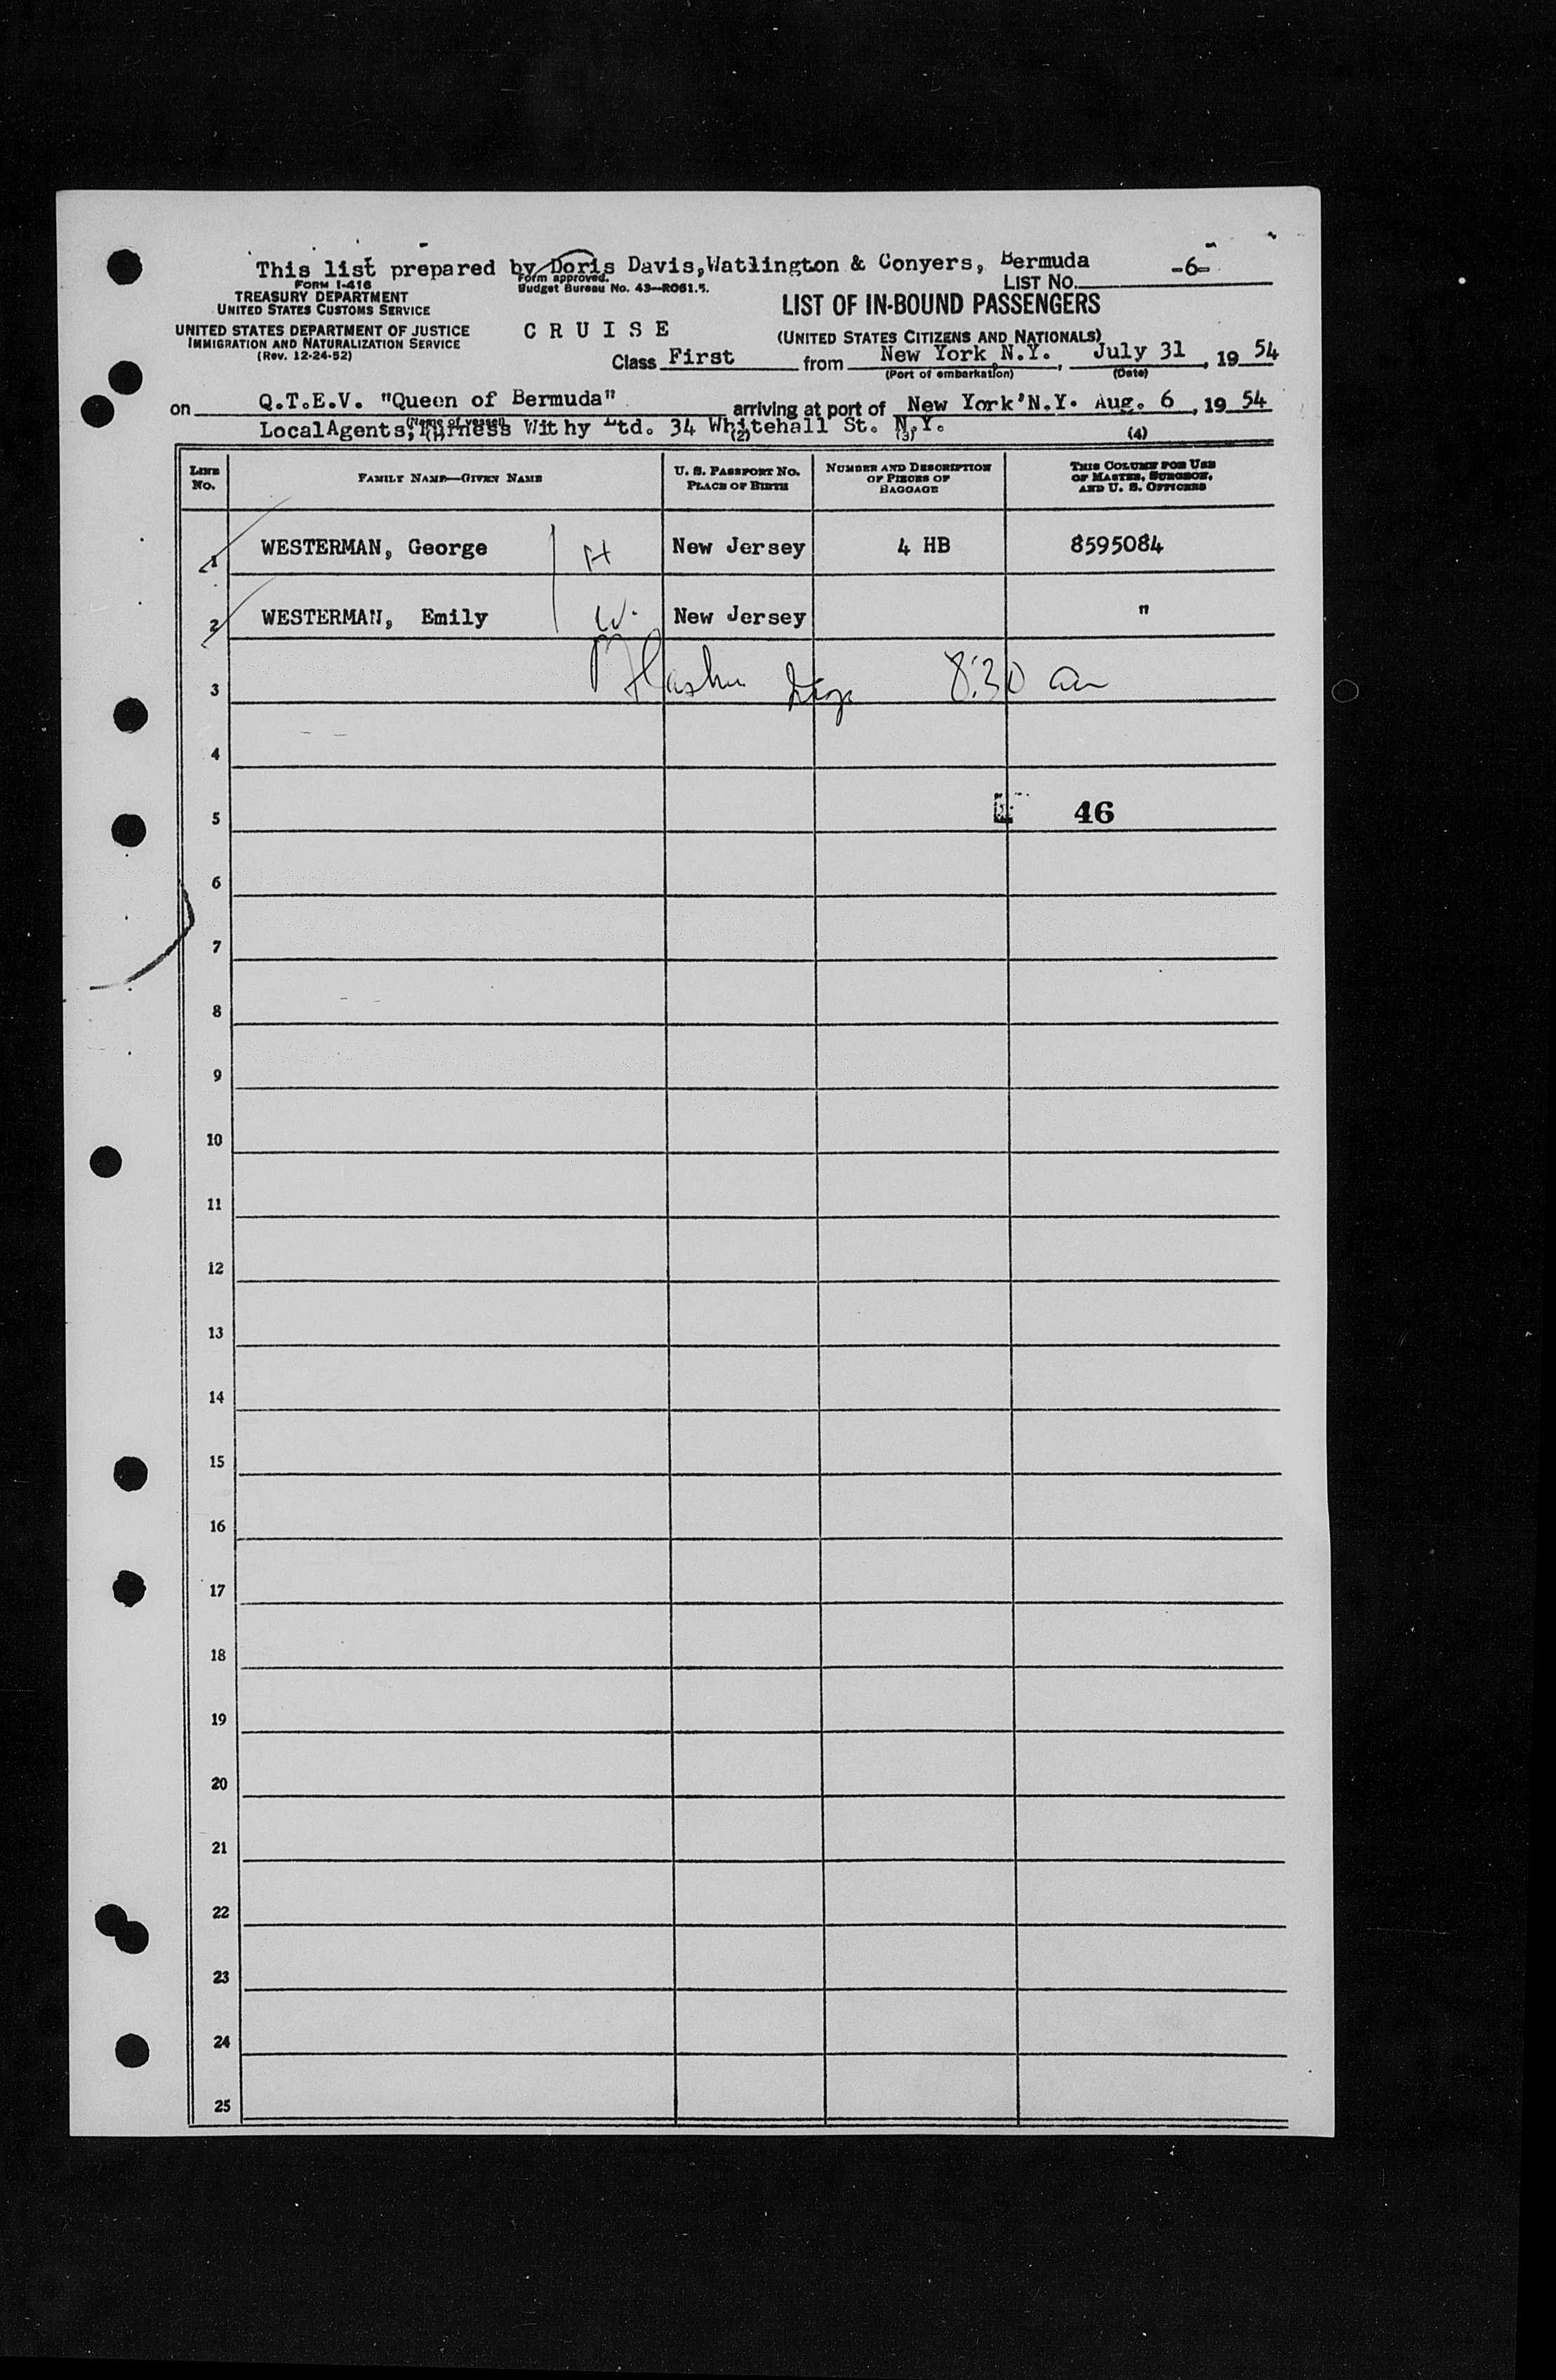 This list prepared by Doris Davis, Watlington & Conyers, Bermuda
FORM I-416
TREASURY DEPARTMENT
UNITED STATES CUSTOMS SERVICE
UNITED STATES DEPARTMENT OF JUSTICE
IMMIGRATION AND NATURALIZATION SERVICE
(Rev. 12-24-52)
Form approved.
Budget Bureau No. 43—R061.5.
CRUISE
LIST No. -6-
LIST OF IN-BOUND PASSENGERS
(UNITED STATES CITIZENS AND NATIONALS)
Class First from New York N.Y., July 31, 19 54
(Port of embarkation) (Date)
on Q.T.E.V. "Queen of Bermuda" arriving at port of New York'N.Y. Aug. 6, 19 54
(Name of vessel)
Local Agents, Furness Withy Ltd. 34 Whitehall St. N.Y.
(1) (2) (3) (4)
LINE No. FAMILY NAME—GIVEN NAME U. S. PASSPORT NO. PLACE OF BIRTH NUMBER AND DESCRIPTION OF PIECES OF BAGGAGE THIS COLUMN FOR USE OF MASTER, SURGEON, AND U. S. OFFICERS
1 WESTERMAN, George H New Jersey 4 HB 8595084
2 WESTERMAN, Emily W. New Jersey "
3 8:30 am
4
5 46
6
7
8
9
10
11
12
13
14
15
16
17
18
19
20
21
22
23
24
25